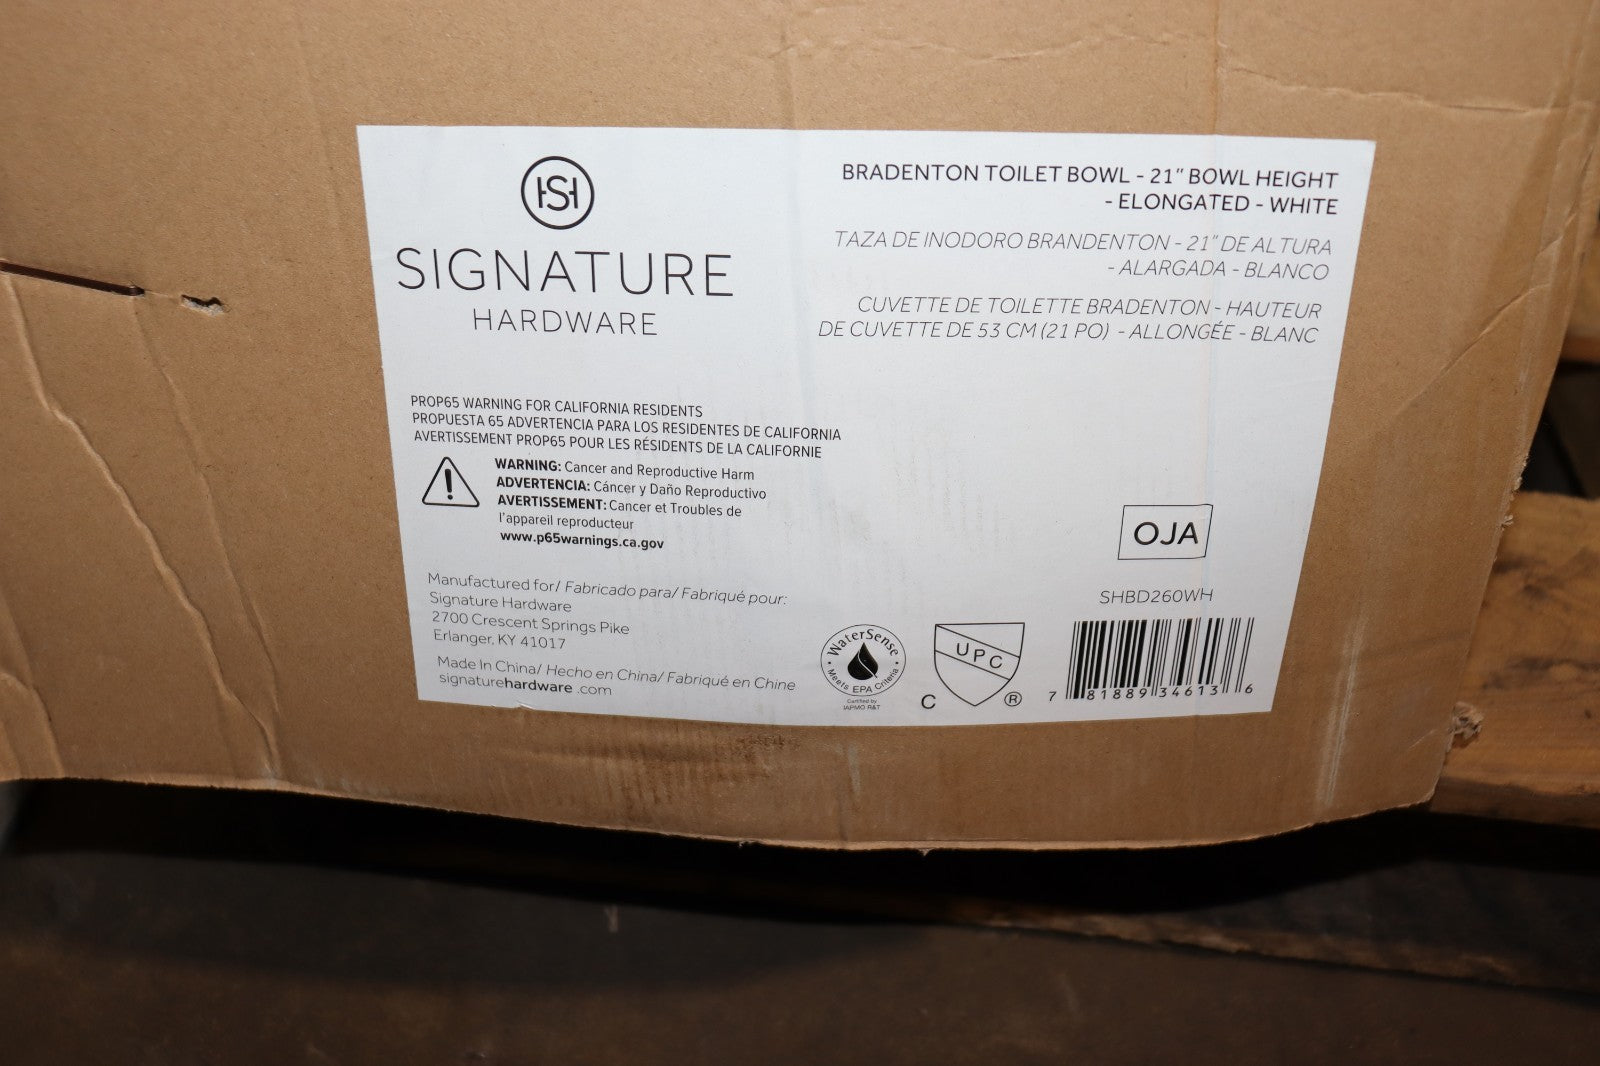 HSH
SIGNATURE
HARDWARE
BRADENTON TOILET BOWL - 21" BOWL HEIGHT
- ELONGATED - WHITE
TAZA DE INODORO BRANDENTON - 21" DE ALTURA
- ALARGADA - BLANCO
CUVETTE DE TOILETTE BRADENTON - HAUTEUR
DE CUVETTE DE 53 CM (21 PO) - ALLONGÉE - BLANC
PROP65 WARNING FOR CALIFORNIA RESIDENTS
PROPUESTA 65 ADVERTENCIA PARA LOS RESIDENTES DE CALIFORNIA
AVERTISSEMENT PROP65 POUR LES RÉSIDENTS DE LA CALIFORNIE
WARNING: Cancer and Reproductive Harm
ADVERTENCIA: Cáncer y Daño Reproductivo
AVERTISSEMENT: Cancer et Troubles de
l'appareil reproducteur
www.p65warnings.ca.gov
Manufactured for/ Fabricado para/ Fabriqué pour:
Signature Hardware
2700 Crescent Springs Pike
Erlanger, KY 41017
Made In China/ Hecho en China/ Fabriqué en Chine
signaturehardware .com
WaterSense
Meets EPA Criteria
Certified by
IAPMO R&T
UPC
C ®
OJA
SHBD260WH
7 81889 34613 6